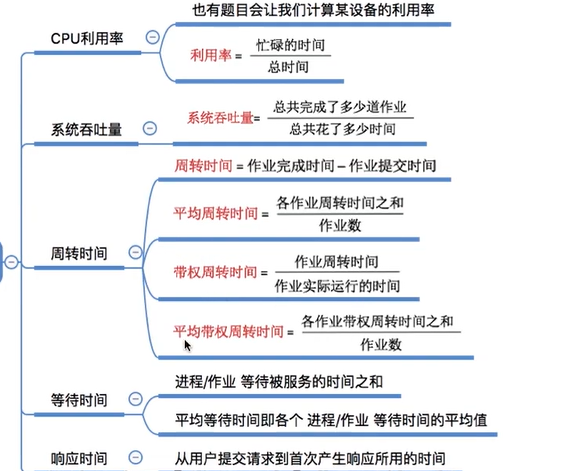 也有题目会让我们计算某设备的利用率
CPU利用率
利用率 = 忙碌的时间
总时间
系统吞吐量
系统吞吐量= 总共完成了多少道作业
总共花了多少时间
周转时间
周转时间 = 作业完成时间 – 作业提交时间
平均周转时间 = 各作业周转时间之和
作业数
带权周转时间 = 作业周转时间
作业实际运行的时间
平均带权周转时间 = 各作业带权周转时间之和
作业数
等待时间
进程/作业 等待被服务的时间之和
平均等待时间即各个 进程/作业 等待时间的平均值
响应时间
从用户提交请求到首次产生响应所用的时间